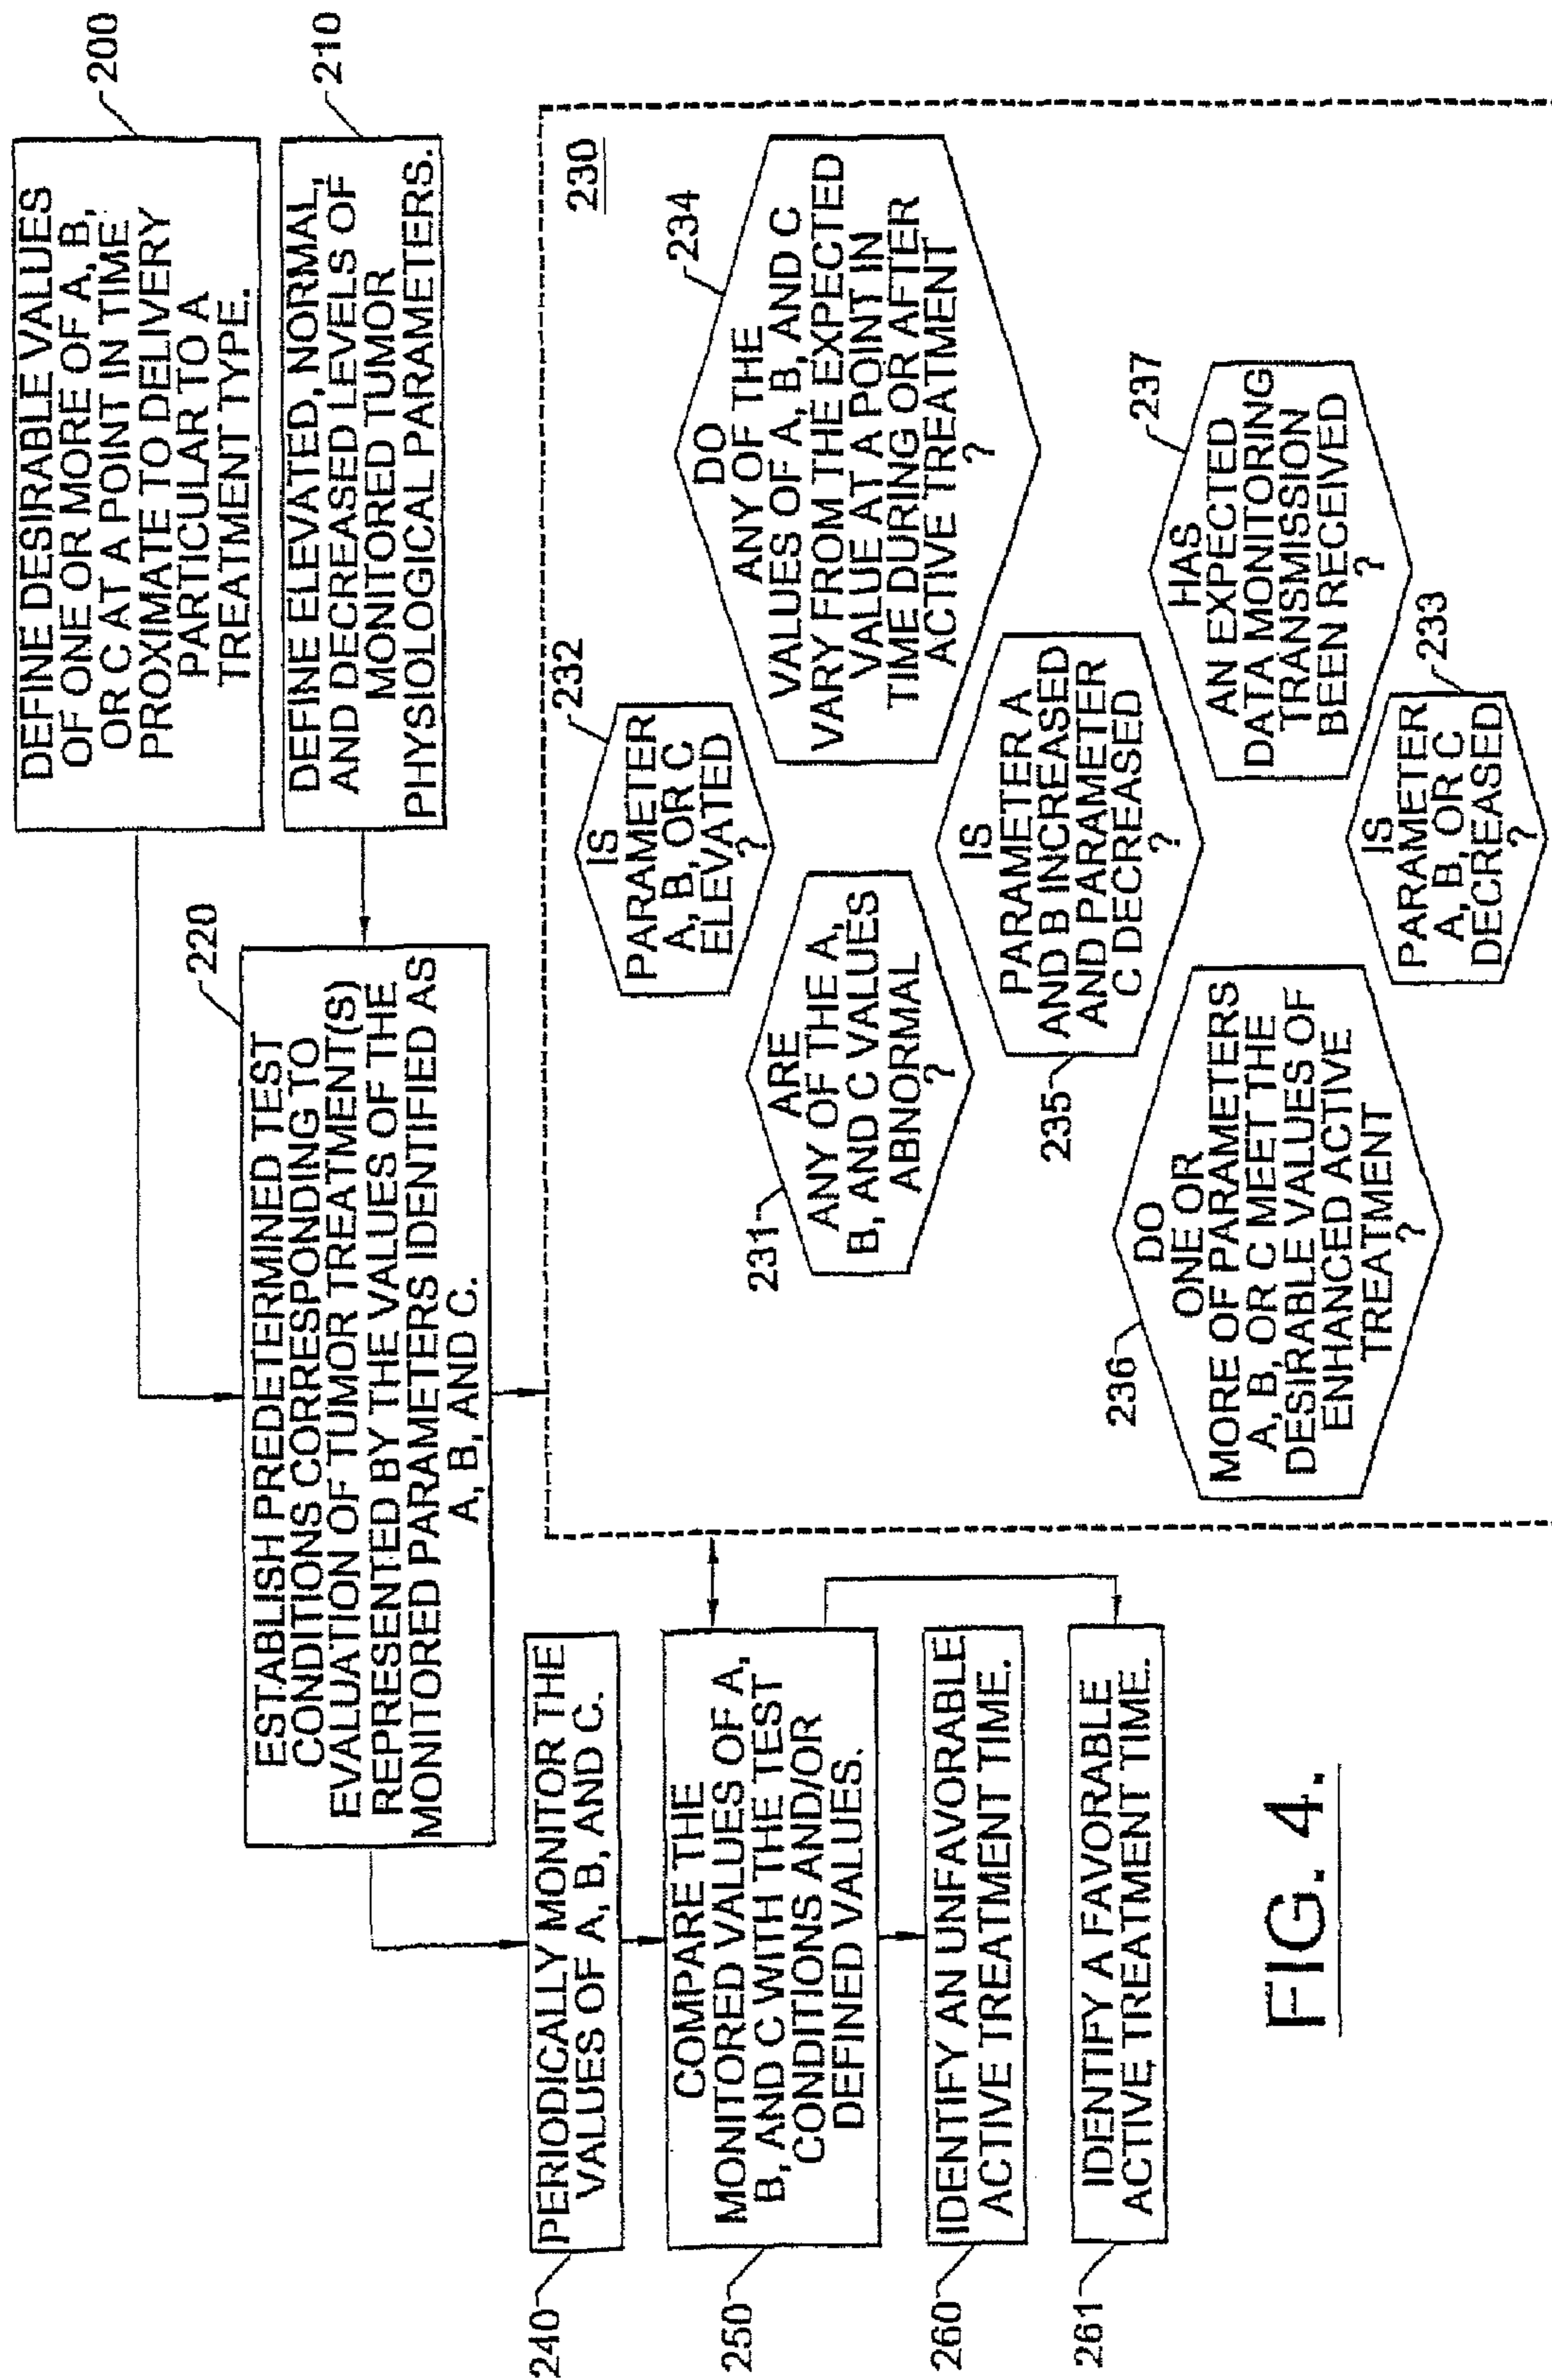 DEFINE DESIRABLE VALUES
OF ONE OR MORE OF A, B,
OR C AT A POINT IN TIME
PROXIMATE TO DELIVERY
PARTICULAR TO A
TREATMENT TYPE.
200
DEFINE ELEVATED, NORMAL,
AND DECREASED LEVELS OF
MONITORED TUMOR
PHYSIOLOGICAL PARAMETERS.
210
220
ESTABLISH PREDETERMINED TEST
CONDITIONS CORRESPONDING TO
EVALUATION OF TUMOR TREATMENT(S)
REPRESENTED BY THE VALUES OF THE
MONITORED PARAMETERS IDENTIFIED AS
A, B, AND C.
240
PERIODICALLY MONITOR THE
VALUES OF A, B, AND C.
250
COMPARE THE
MONITORED VALUES OF A,
B, AND C WITH THE TEST
CONDITIONS AND/OR
DEFINED VALUES.
260
IDENTIFY AN UNFAVORABLE
ACTIVE TREATMENT TIME.
261
IDENTIFY A FAVORABLE
ACTIVE TREATMENT TIME.
230
232
IS
PARAMETER
A, B, OR C
ELEVATED
?
234
DO
ANY OF THE
VALUES OF A, B, AND C
VARY FROM THE EXPECTED
VALUE AT A POINT IN
TIME DURING OR AFTER
ACTIVE TREATMENT
?
231
ARE
ANY OF THE A,
B, AND C VALUES
ABNORMAL
?
235
IS
PARAMETER A
AND B INCREASED
AND PARAMETER
C DECREASED
?
237
HAS
AN EXPECTED
DATA MONITORING
TRANSMISSION
BEEN RECEIVED
?
236
DO
ONE OR
MORE OF PARAMETERS
A, B, OR C MEET THE
DESIRABLE VALUES OF
ENHANCED ACTIVE
TREATMENT
?
233
IS
PARAMETER
A, B, OR C
DECREASED
?
FIG. 4.